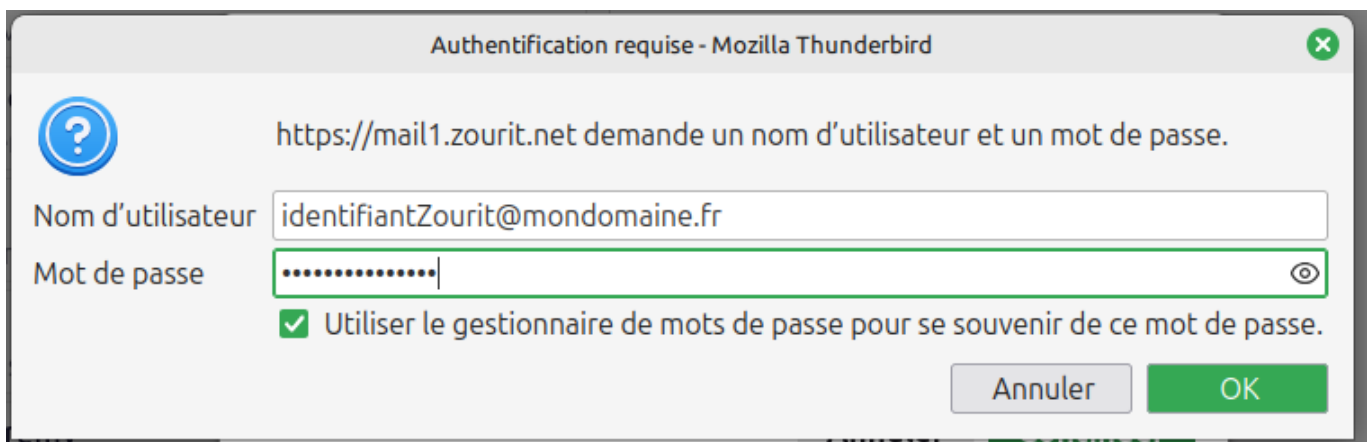 Authentification requise - Mozilla Thunderbird
https://mail1.zourit.net demande un nom d’utilisateur et un mot de passe.
Nom d’utilisateur identifiantZourit@mondomaine.fr
Mot de passe •••••••••••••••
Utiliser le gestionnaire de mots de passe pour se souvenir de ce mot de passe.
Annuler OK